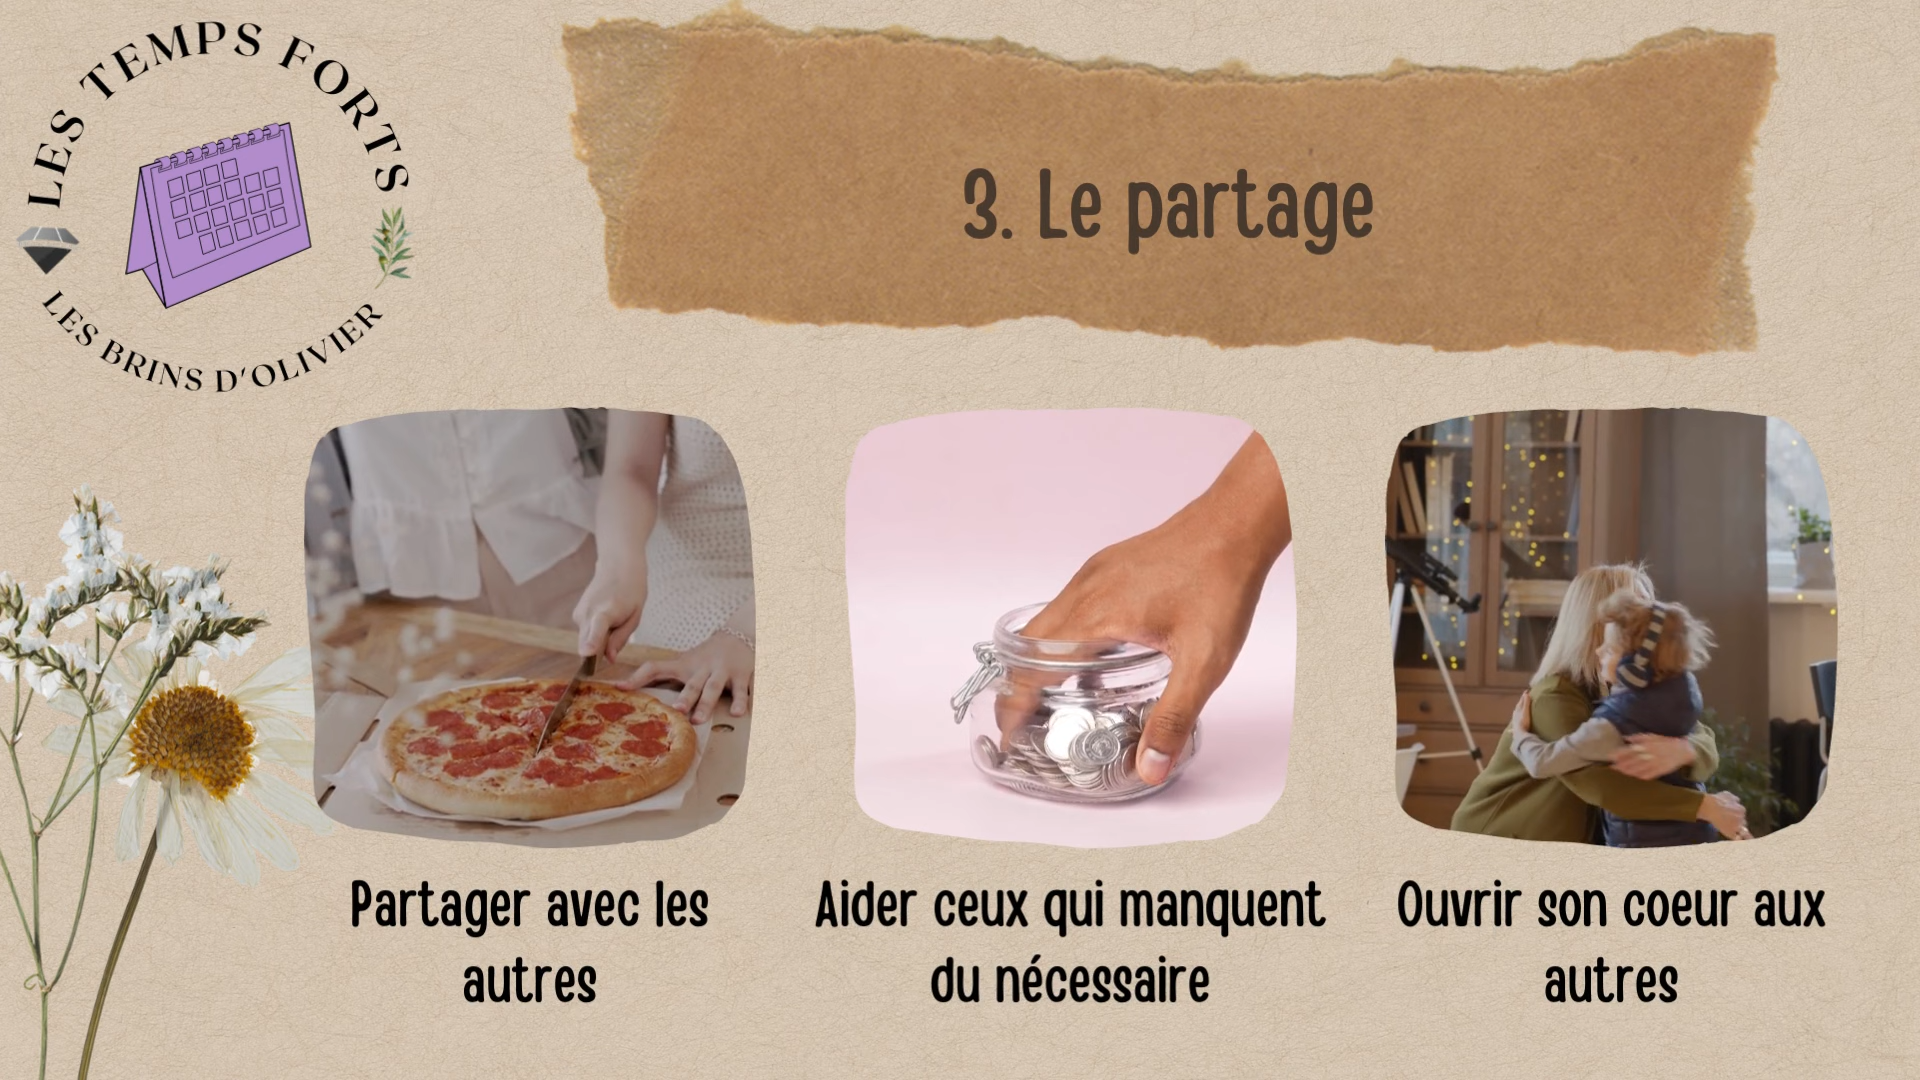 LES TEMPS FORTS
LES BRINS D'OLIVIER
3. Le partage
Partager avec les
autres
Aider ceux qui manquent
du nécessaire
Ouvrir son coeur aux
autres